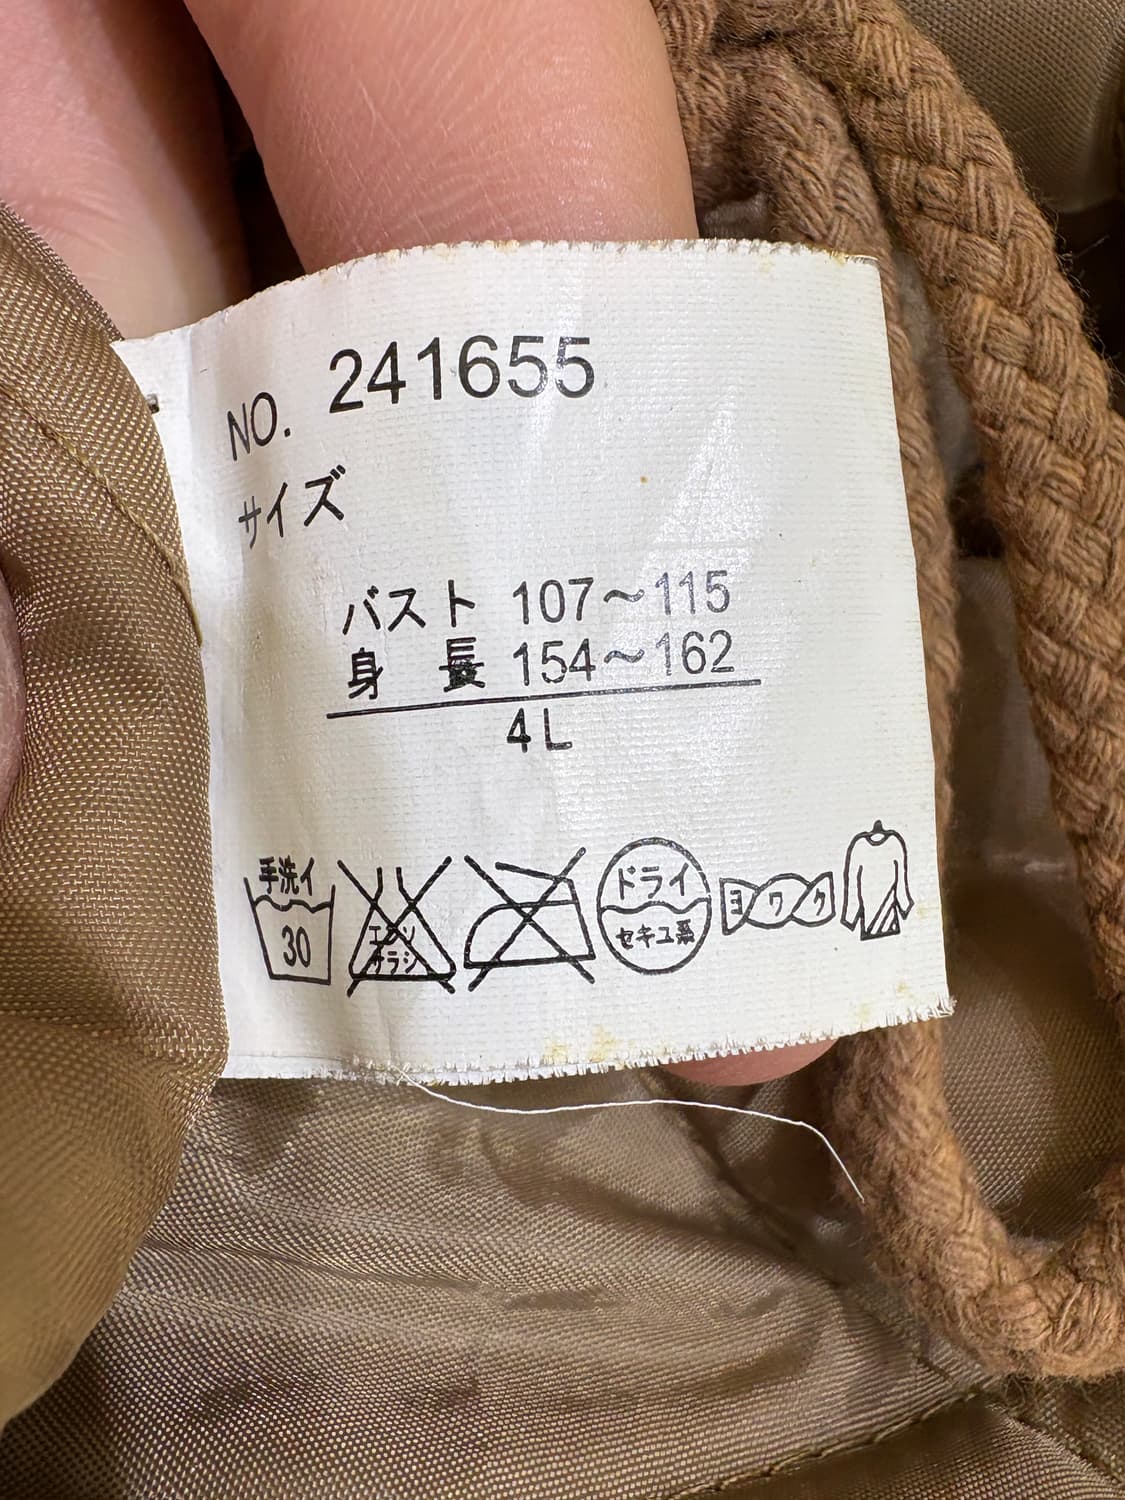 NO. 241655
サイズ
バスト 107～115
身長 154～162
4L
手洗イ
30
エンソ
サラシ
ドライ
セキユ系
ヨワク